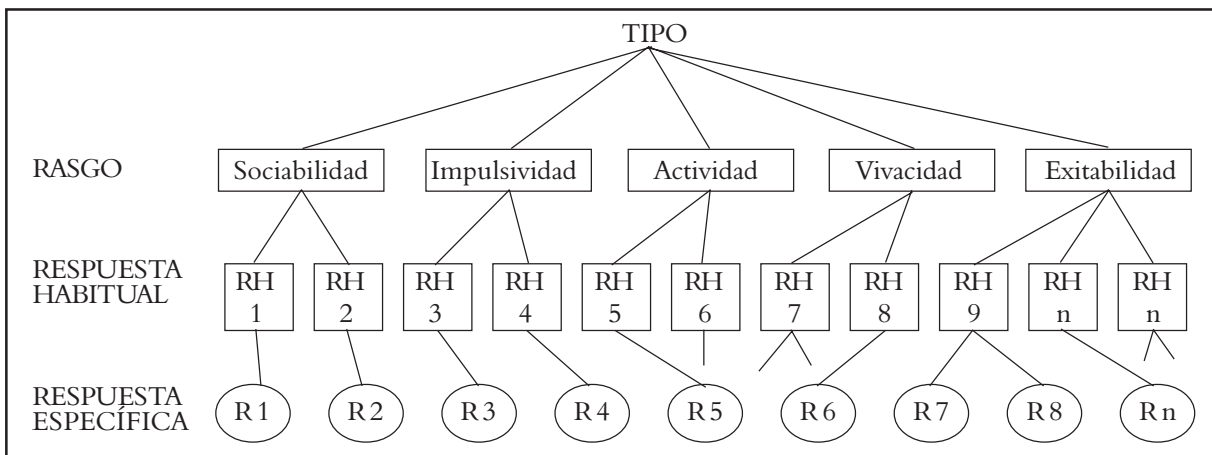 TIPO
RASGO
Sociabilidad
Impulsividad
Actividad
Vivacidad
Exitabilidad
RESPUESTA
HABITUAL
RH
1
RH
2
RH
3
RH
4
RH
5
RH
6
RH
7
RH
8
RH
9
RH
n
RH
n
RESPUESTA
ESPECÍFICA
R 1
R 2
R 3
R 4
R 5
R 6
R 7
R 8
R n